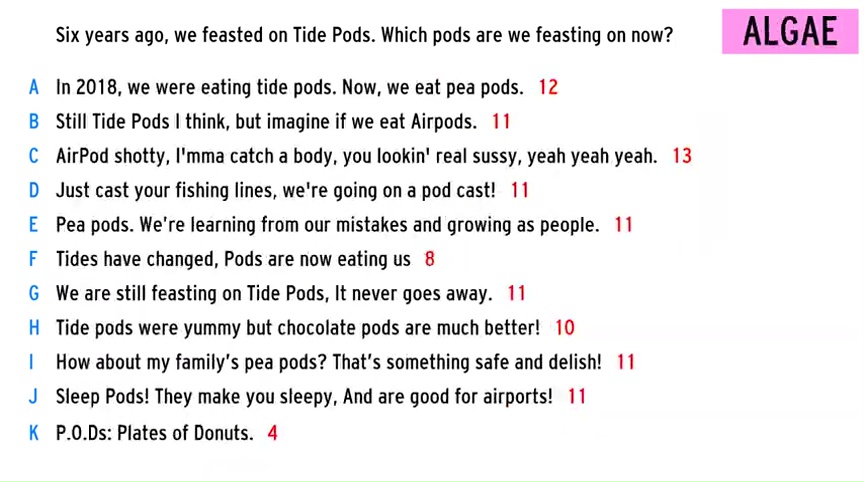 Six years ago, we feasted on Tide Pods. Which pods are we feasting on now?
ALGAE
A In 2018, we were eating tide pods. Now, we eat pea pods. 12
B Still Tide Pods I think, but imagine if we eat Airpods. 11
C AirPod shotty, I'mma catch a body, you lookin' real sussy, yeah yeah yeah. 13
D Just cast your fishing lines, we're going on a pod cast! 11
E Pea pods. We're learning from our mistakes and growing as people. 11
F Tides have changed, Pods are now eating us 8
G We are still feasting on Tide Pods, It never goes away. 11
H Tide pods were yummy but chocolate pods are much better! 10
I How about my family's pea pods? That's something safe and delish! 11
J Sleep Pods! They make you sleepy, And are good for airports! 11
K P.O.Ds: Plates of Donuts. 4